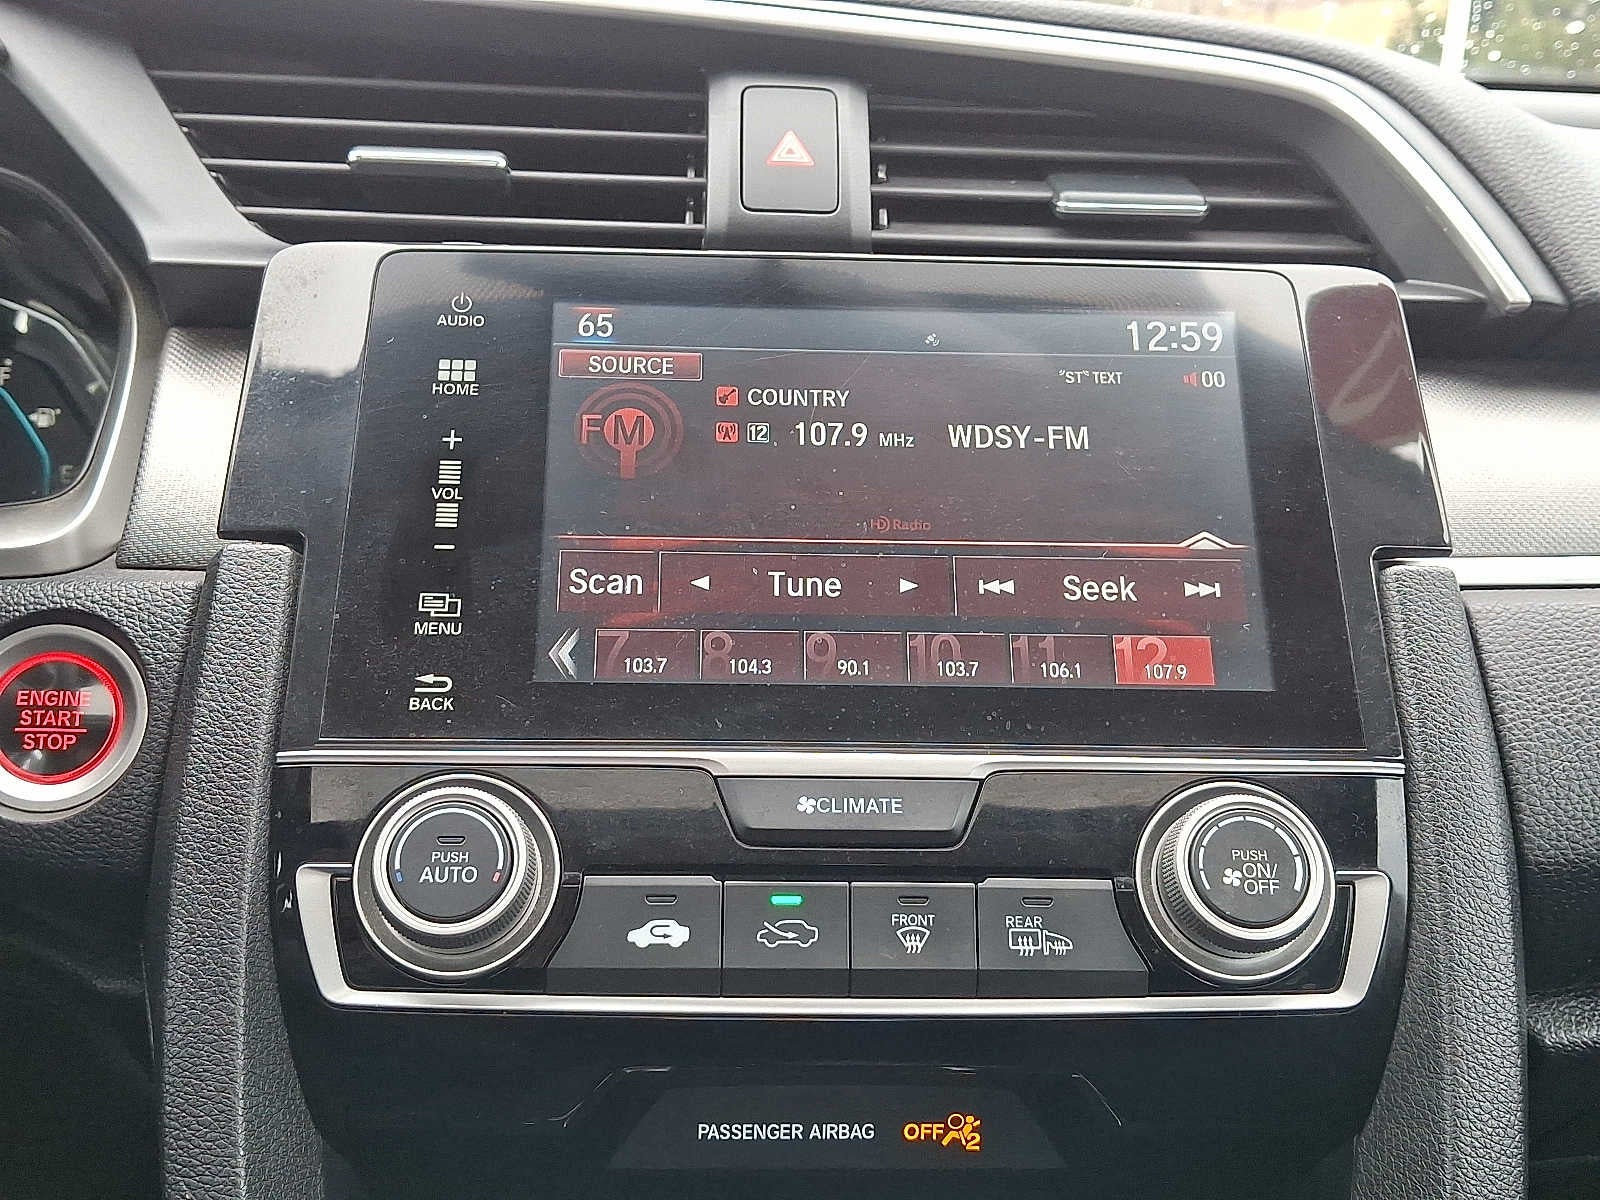 65
12:59
SOURCE
"ST" TEXT
00
FM
COUNTRY
12 107.9 MHz WDSY-FM
HD Radio
Scan Tune Seek
7 8 9 10 11 12
103.7 104.3 90.1 103.7 106.1 107.9
AUDIO
HOME
+
VOL
-
MENU
BACK
F
E
ENGINE
START
STOP
CLIMATE
PUSH
AUTO
FRONT
REAR
PUSH
ON/
OFF
PASSENGER AIRBAG OFF 2